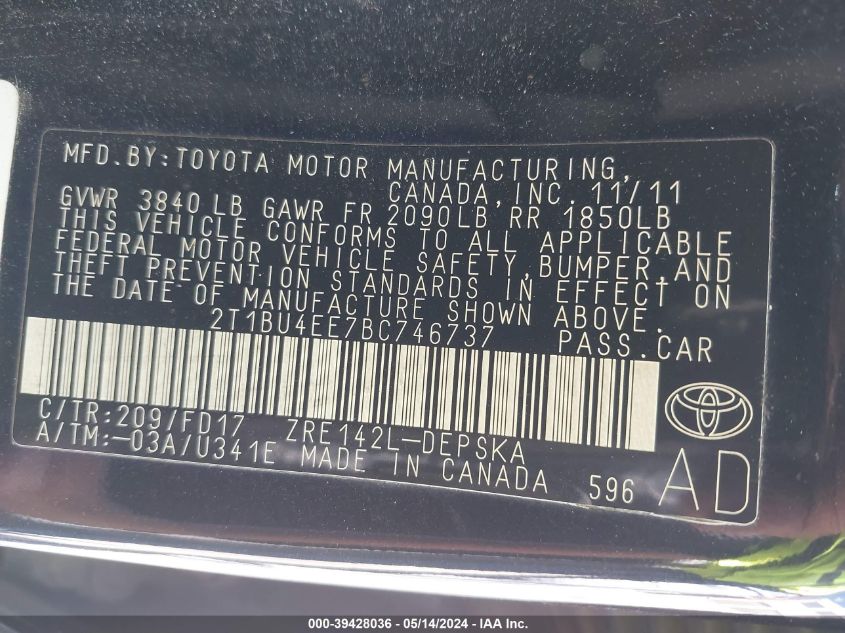 MFD.BY:TOYOTA MOTOR MANUFACTURING,
CANADA, INC. 11/11
GVWR 3840 LB GAWR FR 2090LB RR 1850LB
THIS VEHICLE CONFORMS TO ALL APPLICABLE
FEDERAL MOTOR VEHICLE SAFETY, BUMPER, AND
THEFT PREVENTION STANDARDS IN EFFECT ON
THE DATE OF MANUFACTURE SHOWN ABOVE.
2T1BU4EE7BC746737 PASS.CAR
C/TR:209/FD17 ZRE142L-DEPSKA
A/TM:-03A/U341E MADE IN CANADA 596 AD
000-39428036 - 05/14/2024 - IAA Inc.